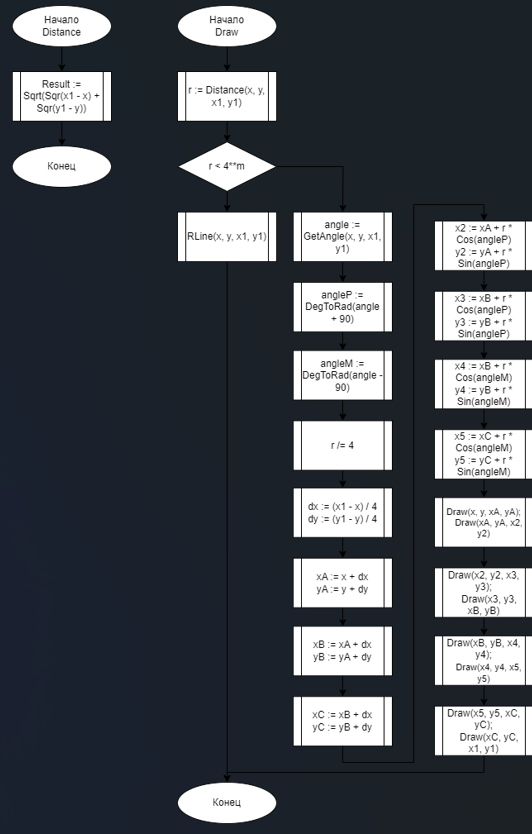 Начало
Distance
Result :=
Sqrt(Sqr(x1 - x) +
Sqr(y1 - y))
Конец
Начало
Draw
r := Distance(x, y,
x1, y1)
r < 4**m
RLine(x, y, x1, y1)
angle :=
GetAngle(x, y, x1,
y1)
angleP :=
DegToRad(angle
+ 90)
angleM :=
DegToRad(angle -
90)
r /= 4
dx := (x1 - x) / 4
dy := (y1 - y) / 4
xA := x + dx
yA := y + dy
xB := xA + dx
yB := yA + dy
xC := xB + dx
yC := yB + dy
x2 := xA + r *
Cos(angleP)
y2 := yA + r *
Sin(angleP)
x3 := xB + r *
Cos(angleP)
y3 := yB + r *
Sin(angleP)
x4 := xB + r *
Cos(angleM)
y4 := yB + r *
Sin(angleM)
x5 := xC + r *
Cos(angleM)
y5 := yC + r *
Sin(angleM)
Draw(x, y, xA, yA);
Draw(xA, yA, x2,
y2)
Draw(x2, y2, x3,
y3);
Draw(x3, y3,
xB, yB)
Draw(xB, yB, x4,
y4);
Draw(x4, y4, x5,
y5)
Draw(x5, y5, xC,
yC);
Draw(xC, yC,
x1, y1)
Конец